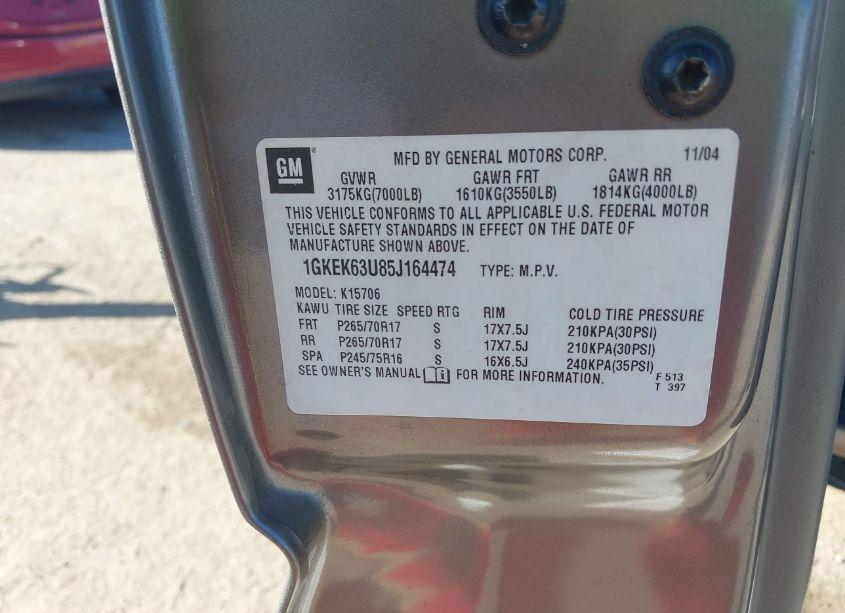 GM
MFD BY GENERAL MOTORS CORP. 11/04
GVWR GAWR FRT GAWR RR
3175KG(7000LB) 1610KG(3550LB) 1814KG(4000LB)
THIS VEHICLE CONFORMS TO ALL APPLICABLE U.S. FEDERAL MOTOR
VEHICLE SAFETY STANDARDS IN EFFECT ON THE DATE OF
MANUFACTURE SHOWN ABOVE.
1GKEK63U85J164474 TYPE: M.P.V.
MODEL: K15706
KAWU TIRE SIZE SPEED RTG RIM COLD TIRE PRESSURE
FRT P265/70R17 S 17X7.5J 210KPA(30PSI)
RR P265/70R17 S 17X7.5J 210KPA(30PSI)
SPA P245/75R16 S 16X6.5J 240KPA(35PSI)
SEE OWNER'S MANUAL FOR MORE INFORMATION.
F 513
T 397